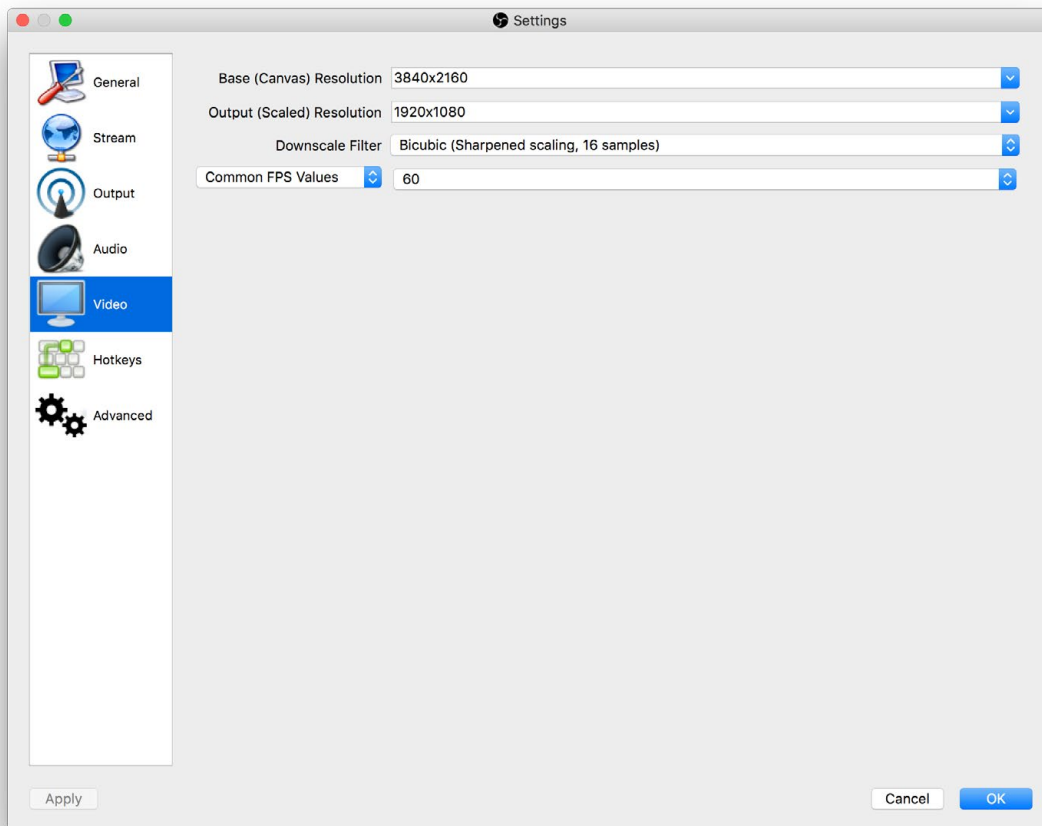 Settings
General
Stream
Output
Audio
Video
Hotkeys
Advanced
Base (Canvas) Resolution 3840x2160
Output (Scaled) Resolution 1920x1080
Downscale Filter Bicubic (Sharpened scaling, 16 samples)
Common FPS Values 60
Apply Cancel OK